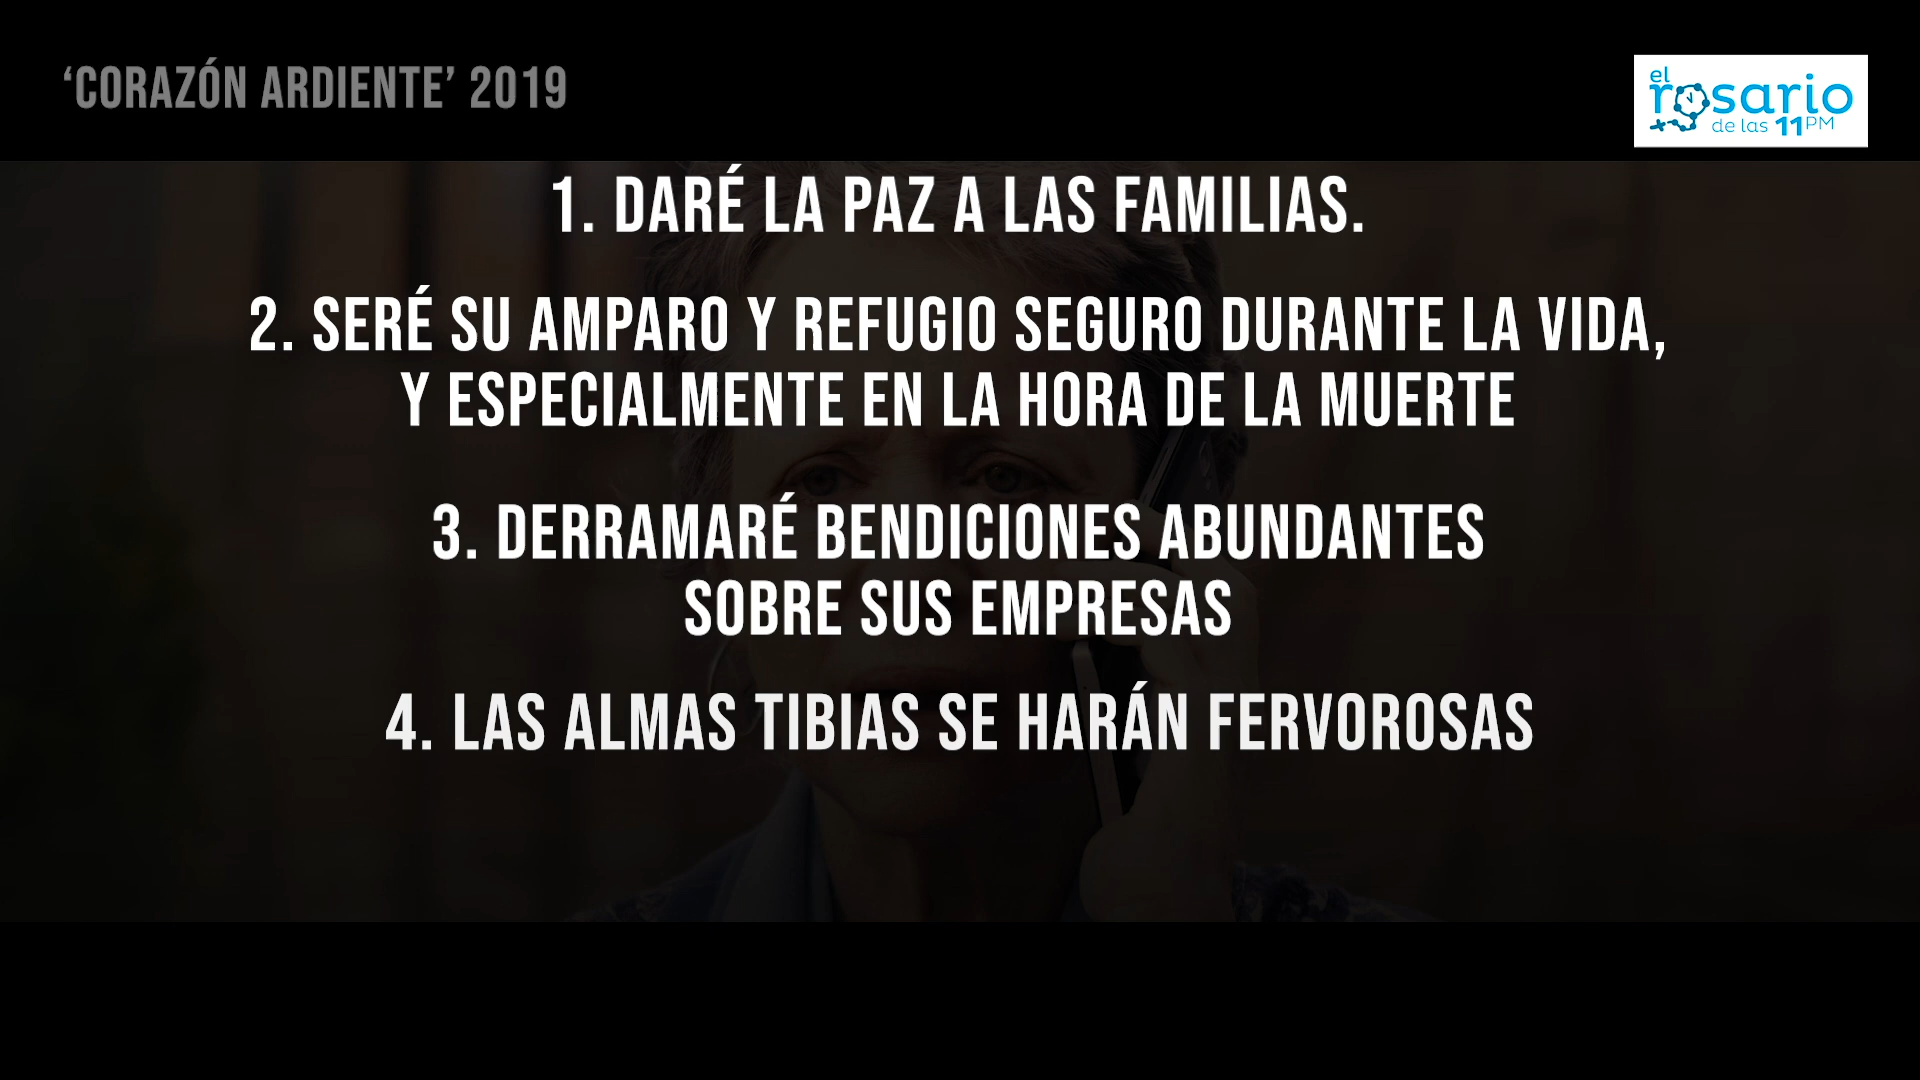 ‘CORAZÓN ARDIENTE’ 2019
el
rosario
de las 11PM
1. DARÉ LA PAZ A LAS FAMILIAS.
2. SERÉ SU AMPARO Y REFUGIO SEGURO DURANTE LA VIDA,
Y ESPECIALMENTE EN LA HORA DE LA MUERTE
3. DERRAMARÉ BENDICIONES ABUNDANTES
SOBRE SUS EMPRESAS
4. LAS ALMAS TIBIAS SE HARÁN FERVOROSAS